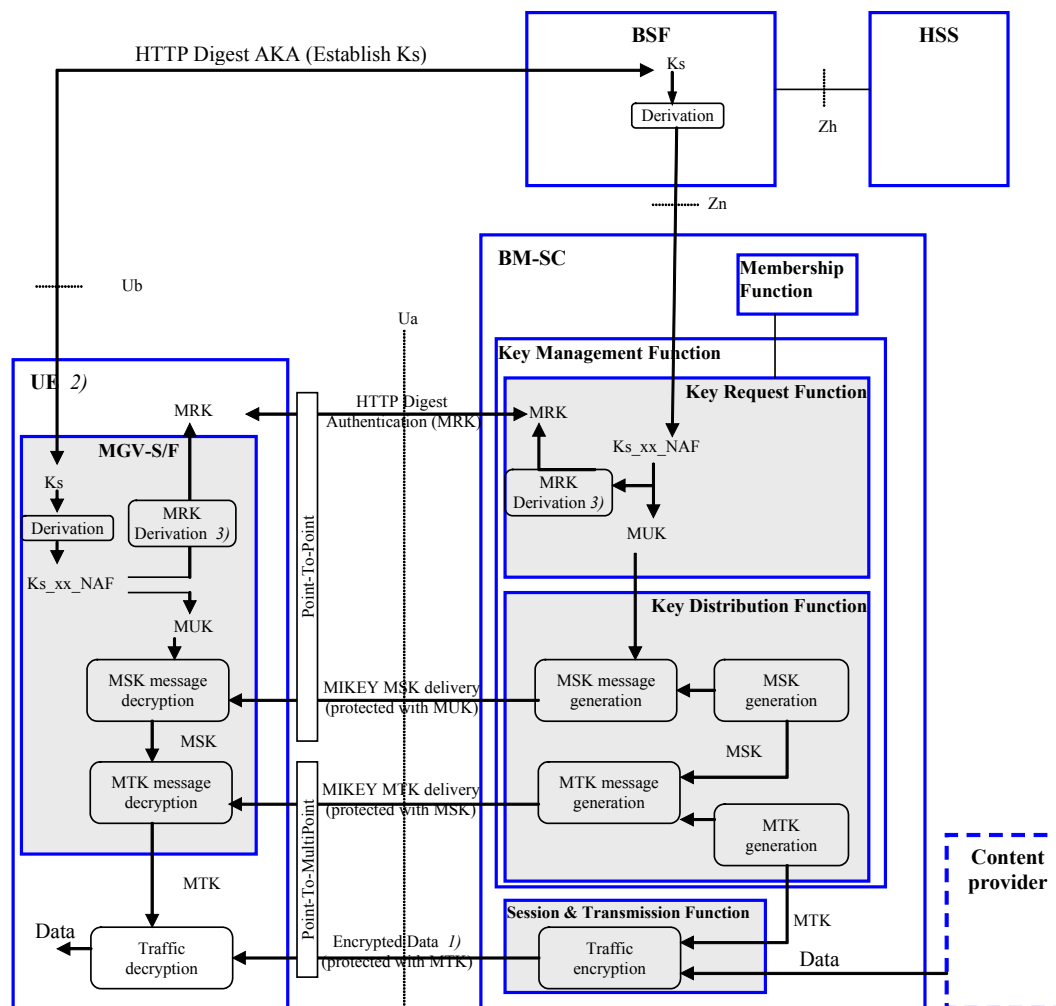 BSF
HSS
HTTP Digest AKA (Establish Ks)
Ks
Derivation
Zh
Zn
BM-SC
Membership
Function
Ub
Ua
Key Management Function
UE 2)
Key Request Function
MRK
HTTP Digest
Authentication (MRK)
MRK
MGV-S/F
Ks_xx_NAF
Ks
MRK
Derivation 3)
MRK
Derivation 3)
Derivation
MUK
Ks_xx_NAF
Point-To-Point
MUK
Key Distribution Function
MSK message
decryption
MIKEY MSK delivery
(protected with MUK)
MSK message
generation
MSK
generation
MSK
MSK
MTK message
decryption
MIKEY MTK delivery
(protected with MSK)
MTK message
generation
MTK
generation
Point-To-MultiPoint
Content
provider
MTK
Session & Transmission Function
MTK
Data
Traffic
decryption
Encrypted Data 1)
(protected with MTK)
Traffic
encryption
Data